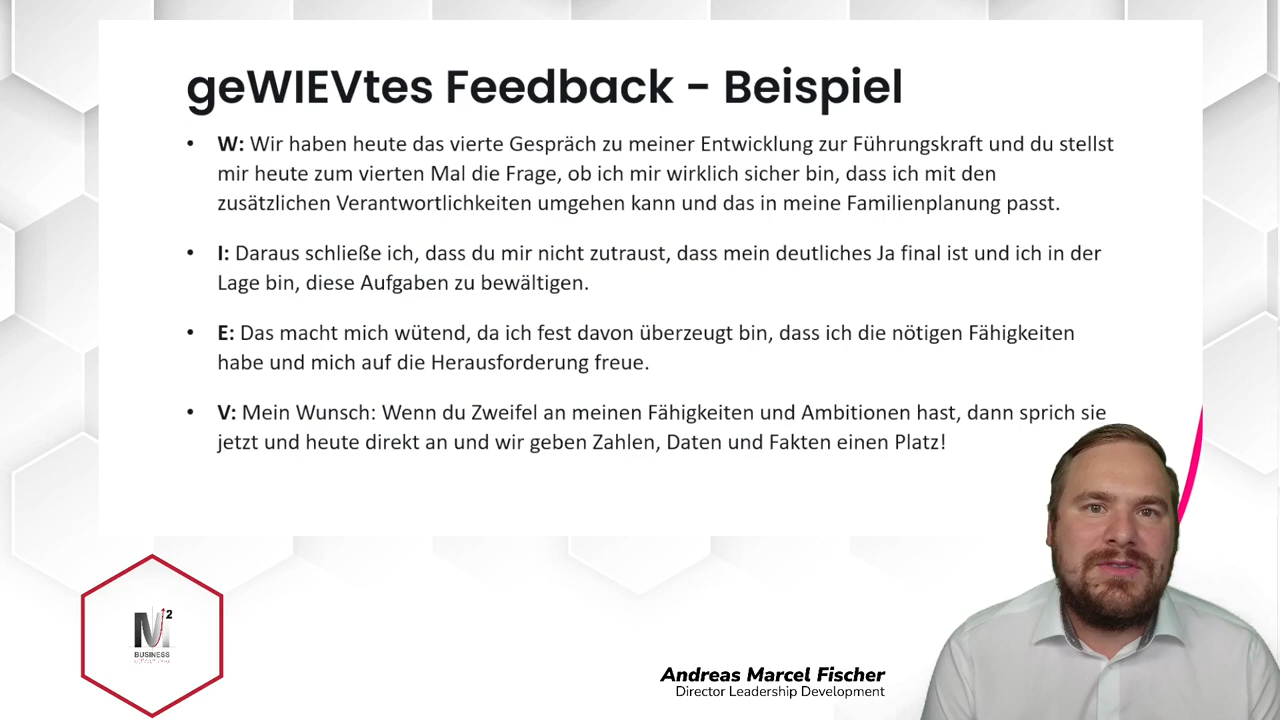 geWIEVtes Feedback - Beispiel
• W: Wir haben heute das vierte Gespräch zu meiner Entwicklung zur Führungskraft und du stellst
mir heute zum vierten Mal die Frage, ob ich mir wirklich sicher bin, dass ich mit den
zusätzlichen Verantwortlichkeiten umgehen kann und das in meine Familienplanung passt.
• I: Daraus schließe ich, dass du mir nicht zutraust, dass mein deutliches Ja final ist und ich in der
Lage bin, diese Aufgaben zu bewältigen.
• E: Das macht mich wütend, da ich fest davon überzeugt bin, dass ich die nötigen Fähigkeiten
habe und mich auf die Herausforderung freue.
• V: Mein Wunsch: Wenn du Zweifel an meinen Fähigkeiten und Ambitionen hast, dann sprich sie
jetzt und heute direkt an und wir geben Zahlen, Daten und Fakten einen Platz!
M2
BUSINESS
Andreas Marcel Fischer
Director Leadership Development